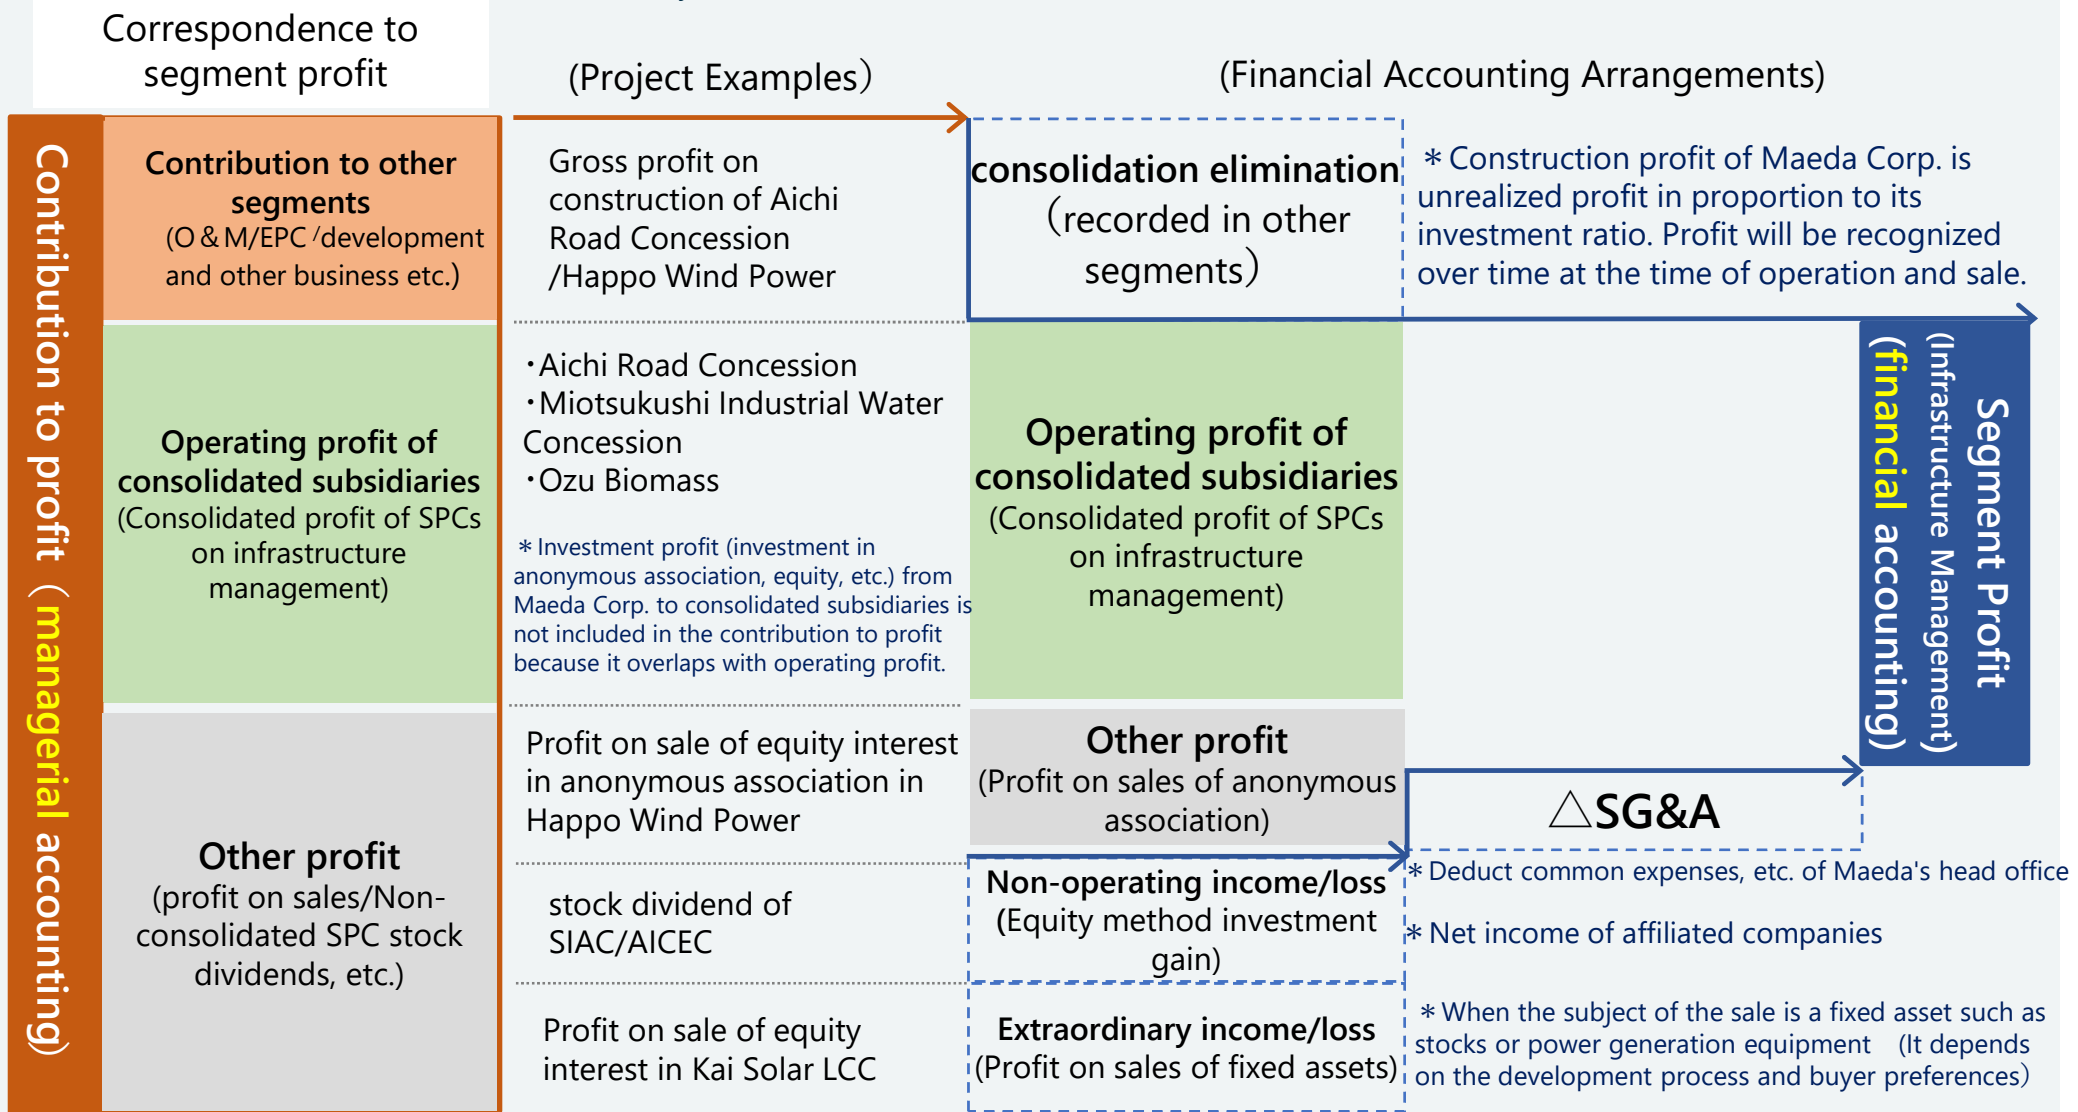 Correspondence to
segment profit
(Project Examples）
(Financial Accounting Arrangements)
Contribution to profit（managerial accounting)
Contribution to other
segments
(O＆M/EPC /development
and other business etc.)
Gross profit on
construction of Aichi
Road Concession
/Happo Wind Power
consolidation elimination
（recorded in other
segments）
＊Construction profit of Maeda Corp. is
unrealized profit in proportion to its
investment ratio. Profit will be recognized
over time at the time of operation and sale.
Operating profit of
consolidated subsidiaries
(Consolidated profit of SPCs
on infrastructure
management)
・Aichi Road Concession
・Miotsukushi Industrial Water
Concession
・Ozu Biomass
＊Investment profit (investment in
anonymous association, equity, etc.) from
Maeda Corp. to consolidated subsidiaries is
not included in the contribution to profit
because it overlaps with operating profit.
Operating profit of
consolidated subsidiaries
(Consolidated profit of SPCs
on infrastructure
management)
Segment Profit
(Infrastructure Management)
(financial accounting)
Other profit
(profit on sales/Non-
consolidated SPC stock
dividends, etc.)
Profit on sale of equity interest
in anonymous association in
Happo Wind Power
Other profit
(Profit on sales of anonymous
association)
△SG&A
＊Deduct common expenses, etc. of Maeda's head office
stock dividend of
SIAC/AICEC
Non-operating income/loss
(Equity method investment
gain)
＊Net income of affiliated companies
Profit on sale of equity
interest in Kai Solar LCC
Extraordinary income/loss
(Profit on sales of fixed assets)
＊When the subject of the sale is a fixed asset such as
stocks or power generation equipment　(It depends
on the development process and buyer preferences）